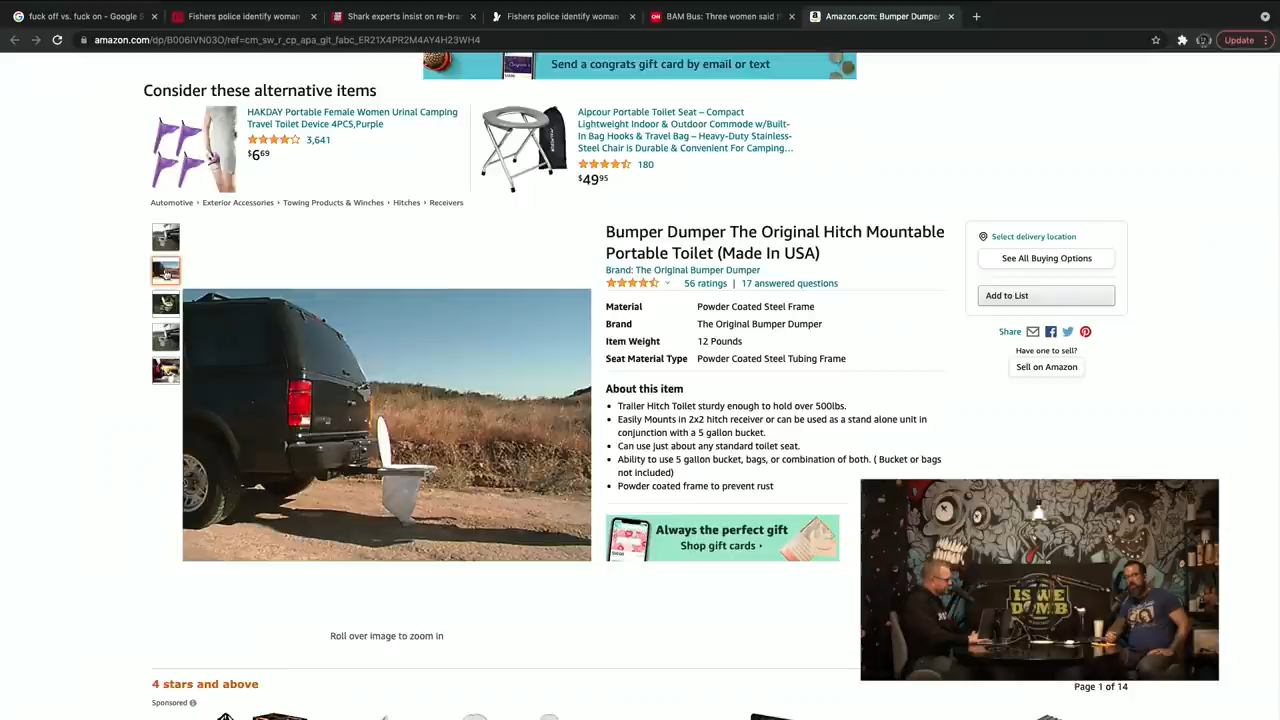 fuck off vs. fuck on - Google S
Fishers police identify woman
Shark experts insist on re-bra
Fishers police identify woman
BAM Bus: Three women said t
Amazon.com: Bumper Dumpe
amazon.com/dp/B006IVN03O/ref=cm_sw_r_cp_apa_glt_fabc_ER21X4PR2M4AY4H23WH4
Update
Send a congrats gift card by email or text
Consider these alternative items
HAKDAY Portable Female Women Urinal Camping
Travel Toilet Device 4PCS,Purple
3,641
$669
Alpcour Portable Toilet Seat – Compact
Lightweight Indoor & Outdoor Commode w/Built-
In Bag Hooks & Travel Bag – Heavy-Duty Stainless-
Steel Chair is Durable & Convenient For Camping…
180
$4995
Automotive › Exterior Accessories › Towing Products & Winches › Hitches › Receivers
Bumper Dumper The Original Hitch Mountable
Portable Toilet (Made In USA)
Brand: The Original Bumper Dumper
56 ratings | 17 answered questions
Material Powder Coated Steel Frame
Brand The Original Bumper Dumper
Item Weight 12 Pounds
Seat Material Type Powder Coated Steel Tubing Frame
About this item
• Trailer Hitch Toilet sturdy enough to hold over 500lbs.
• Easily Mounts in 2x2 hitch receiver or can be used as a stand alone unit in
conjunction with a 5 gallon bucket.
• Can use just about any standard toilet seat.
• Ability to use 5 gallon bucket, bags, or combination of both. ( Bucket or bags
not included)
• Powder coated frame to prevent rust
Always the perfect gift
Shop gift cards ›
Select delivery location
See All Buying Options
Add to List
Share
Have one to sell?
Sell on Amazon
IS WE
DUMB
Roll over image to zoom in
4 stars and above
Sponsored
Page 1 of 14